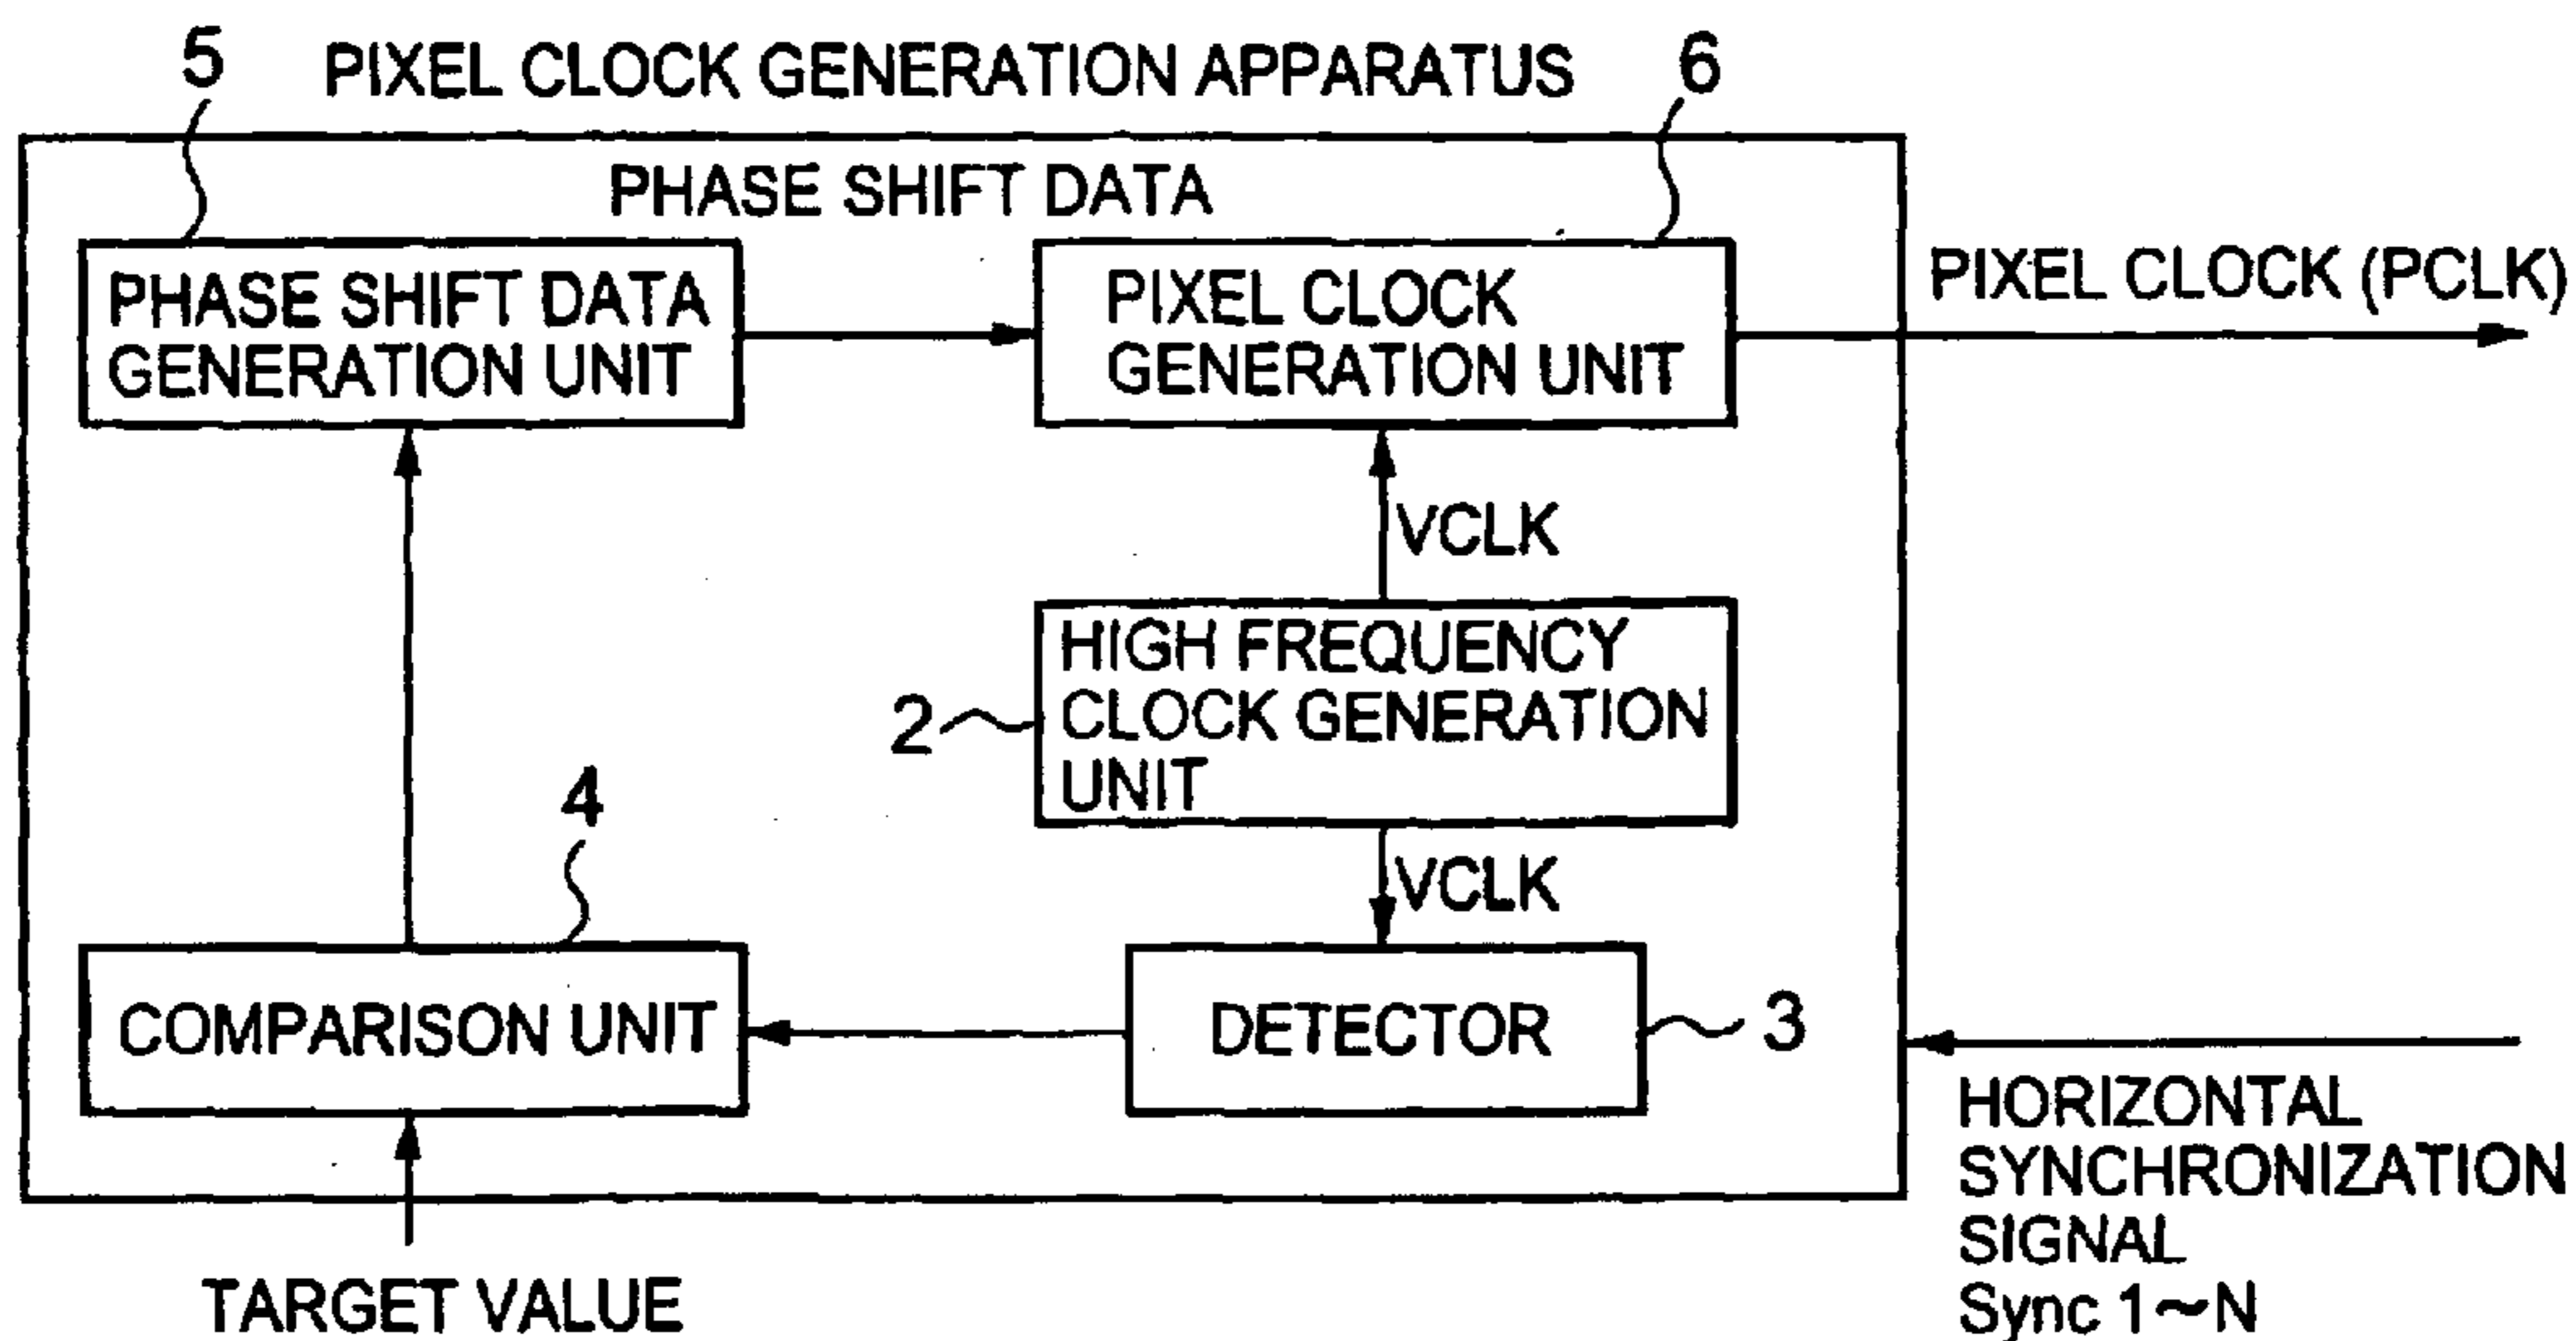 5
PIXEL CLOCK GENERATION APPARATUS
6
PHASE SHIFT DATA
PHASE SHIFT DATA
GENERATION UNIT
PIXEL CLOCK
GENERATION UNIT
PIXEL CLOCK (PCLK)
VCLK
2
HIGH FREQUENCY
CLOCK GENERATION
UNIT
VCLK
4
COMPARISON UNIT
DETECTOR
3
HORIZONTAL
SYNCHRONIZATION
SIGNAL
Sync 1~N
TARGET VALUE